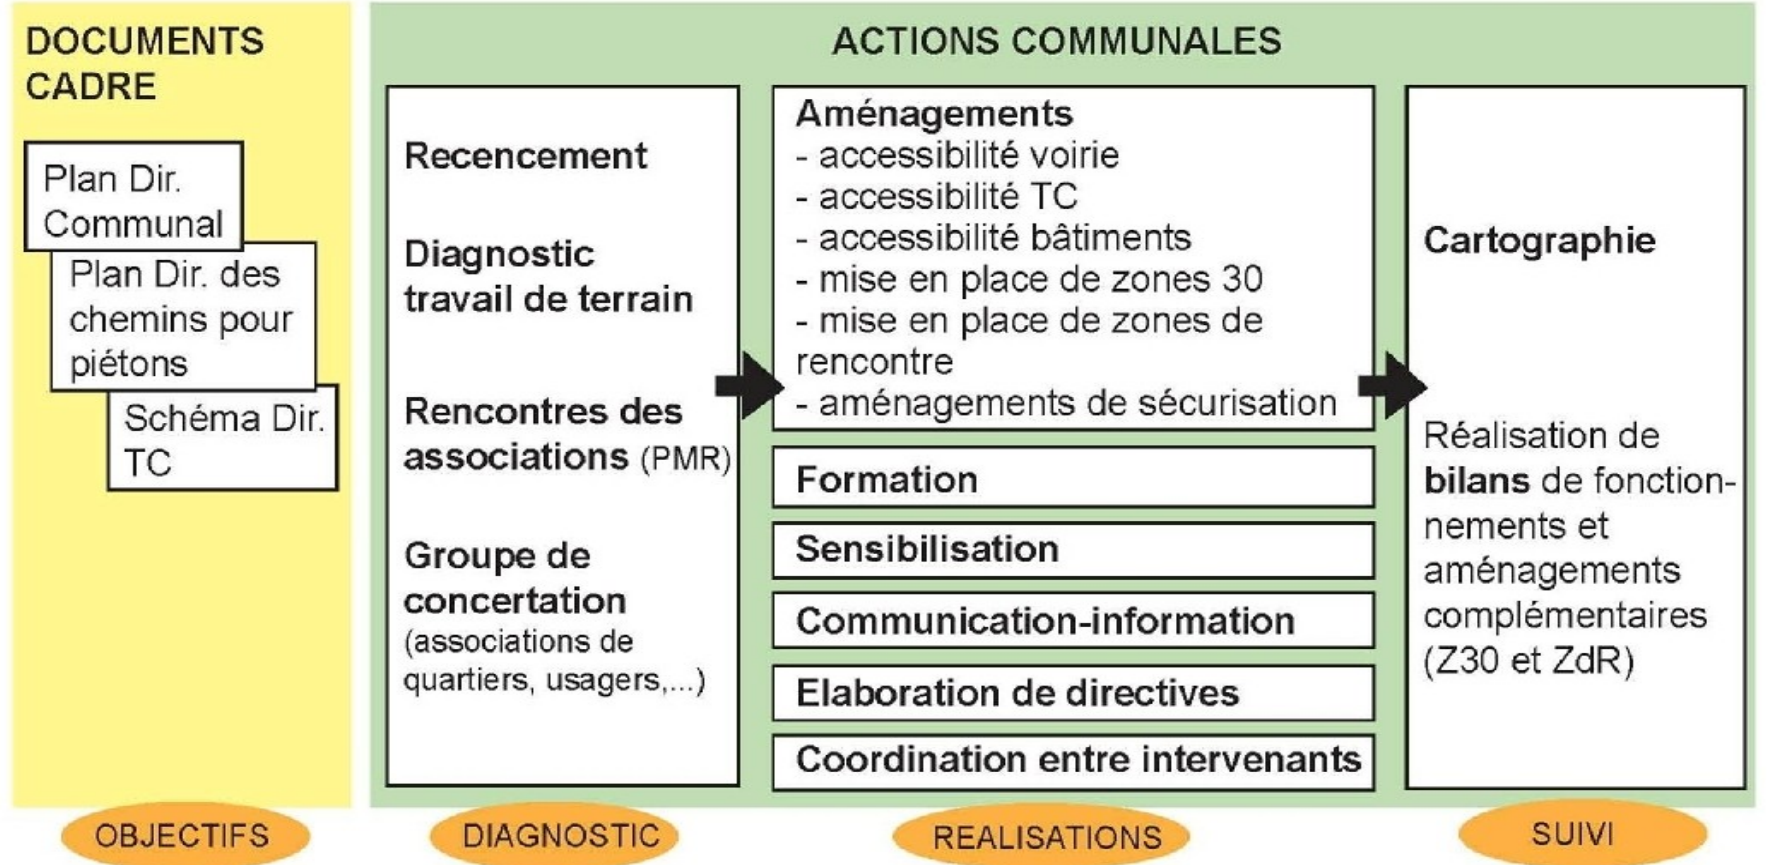 DOCUMENTS
CADRE
Plan Dir.
Communal
Plan Dir. des
chemins pour
piétons
Schéma Dir.
TC
OBJECTIFS
ACTIONS COMMUNALES
Recencement
Diagnostic
travail de terrain
Rencontres des
associations (PMR)
Groupe de
concertation
(associations de
quartiers, usagers,...)
DIAGNOSTIC
Aménagements
- accessibilité voirie
- accessibilité TC
- accessibilité bâtiments
- mise en place de zones 30
- mise en place de zones de
rencontre
- aménagements de sécurisation
Formation
Sensibilisation
Communication-information
Elaboration de directives
Coordination entre intervenants
REALISATIONS
Cartographie
Réalisation de
bilans de fonction-
nements et
aménagements
complémentaires
(Z30 et ZdR)
SUIVI